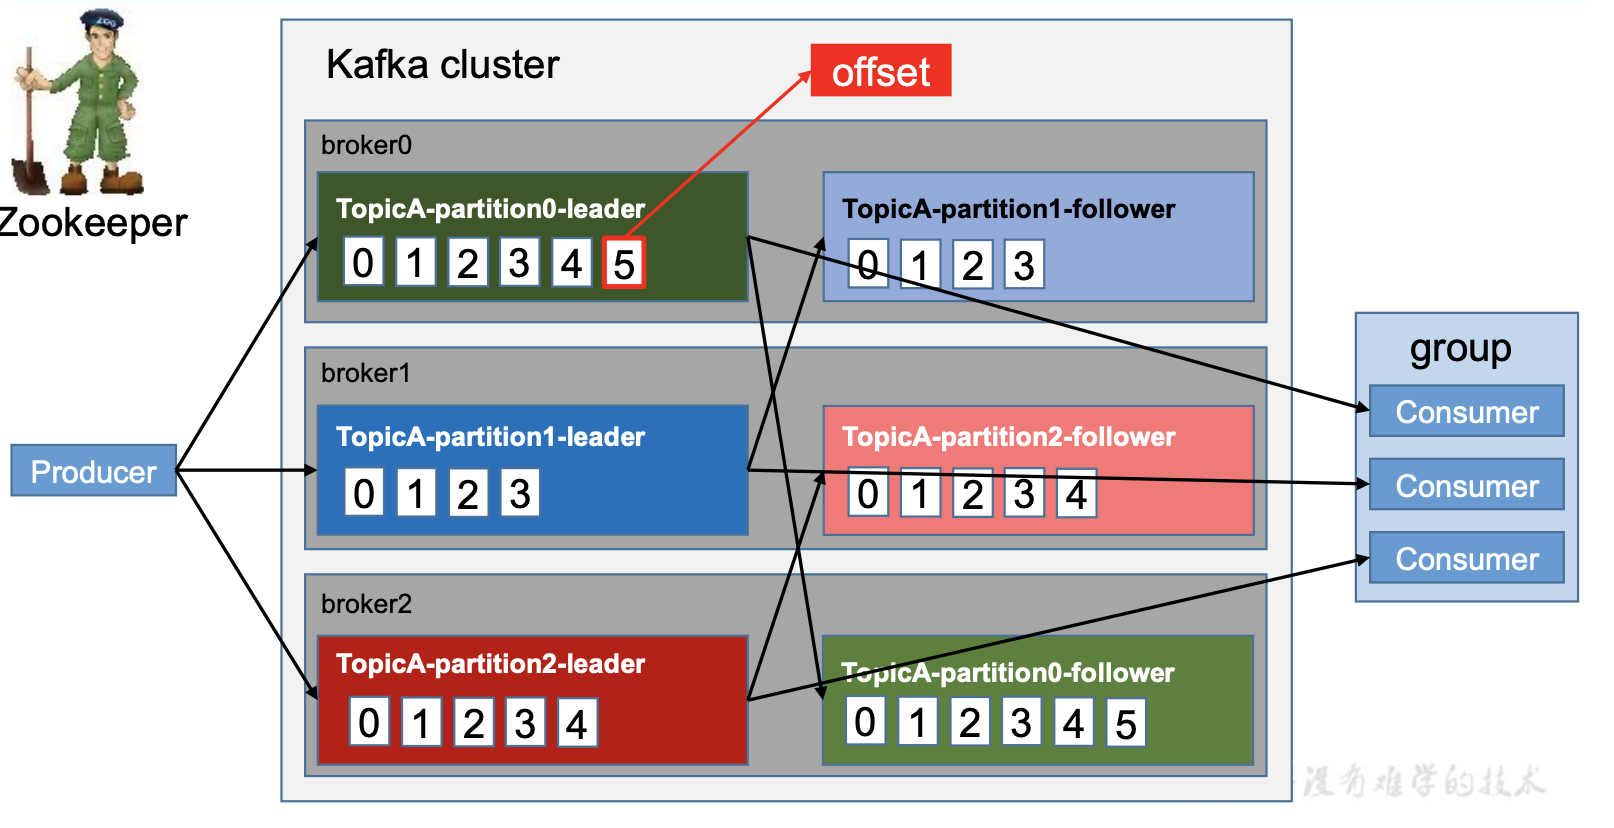 ZOO
Zookeeper
Kafka cluster
offset
broker0
TopicA-partition0-leader
0 1 2 3 4 5
TopicA-partition1-follower
0 1 2 3
broker1
TopicA-partition1-leader
0 1 2 3
TopicA-partition2-follower
0 1 2 3 4
broker2
TopicA-partition2-leader
0 1 2 3 4
TopicA-partition0-follower
0 1 2 3 4 5
Producer
group
Consumer
Consumer
Consumer
没有难学的技术